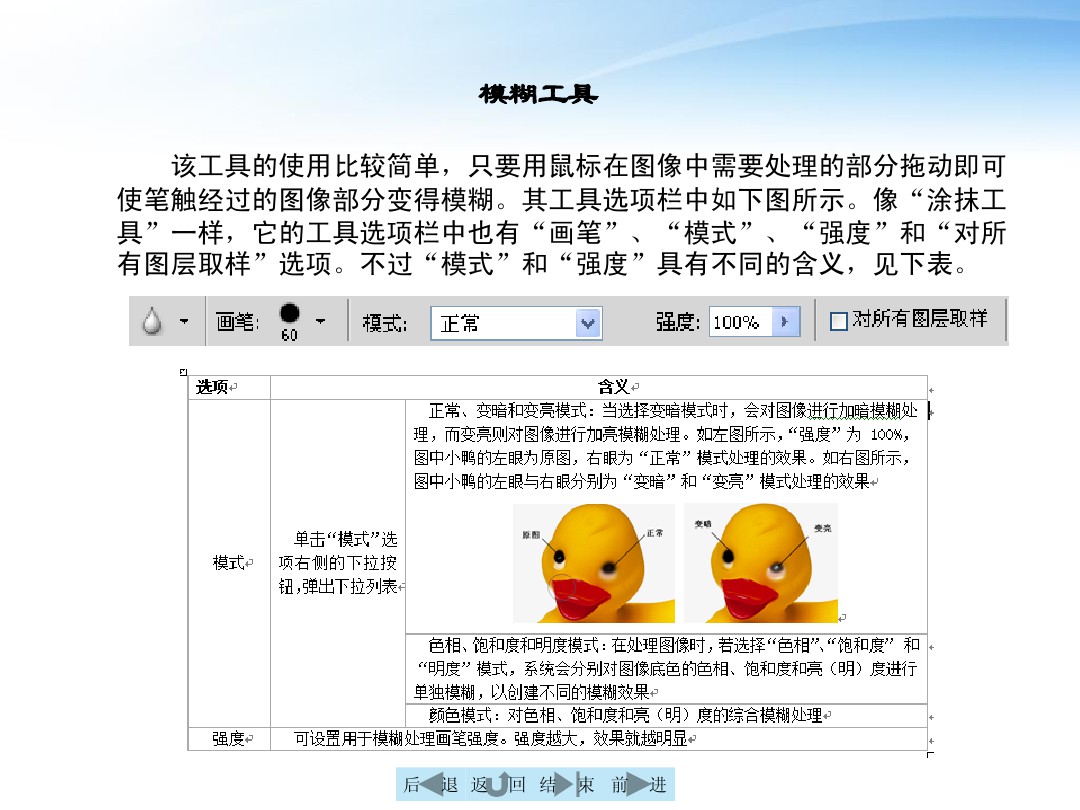 模糊工具
该工具的使用比较简单，只要用鼠标在图像中需要处理的部分拖动即可
使笔触经过的图像部分变得模糊。其工具选项栏中如下图所示。像“涂抹工
具”一样，它的工具选项栏中也有“画笔”、“模式”、“强度”和“对所
有图层取样”选项。不过“模式”和“强度”具有不同的含义，见下表。
画笔: 60 模式: 正常 强度: 100% 对所有图层取样
选项 含义
正常、变暗和变亮模式：当选择变暗模式时，会对图像进行加暗模糊处
理，而变亮则对图像进行加亮模糊处理。如左图所示，“强度”为 100%，
图中小鸭的左眼为原图，右眼为“正常”模式处理的效果。如右图所示，
图中小鸭的左眼与右眼分别为“变暗”和“变亮”模式处理的效果
原图 正常 变暗 变亮
模式
单击“模式”选
项右侧的下拉按
钮，弹出下拉列表
色相、饱和度和明度模式：在处理图像时，若选择“色相”、“饱和度” 和
“明度”模式，系统会分别对图像底色的色相、饱和度和亮（明）度进行
单独模糊，以创建不同的模糊效果
颜色模式：对色相、饱和度和亮（明）度的综合模糊处理
强度 可设置用于模糊处理画笔强度。强度越大，效果就越明显
后退 返回 结束 前进